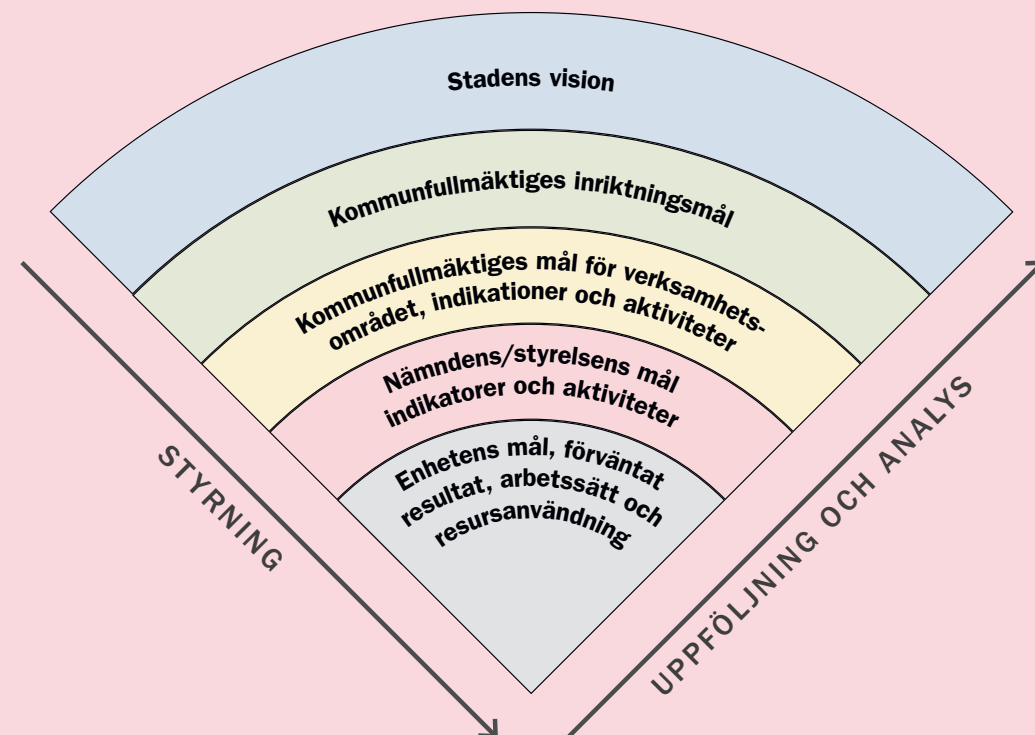 Stadens vision
Kommunfullmäktiges inriktningsmål
Kommunfullmäktiges mål för verksamhets-
området, indikationer och aktiviteter
Nämndens/styrelsens mål
indikatorer och aktiviteter
Enhetens mål, förväntat
resultat, arbetssätt och
resursanvändning
STYRNING
UPPFÖLJNING OCH ANALYS